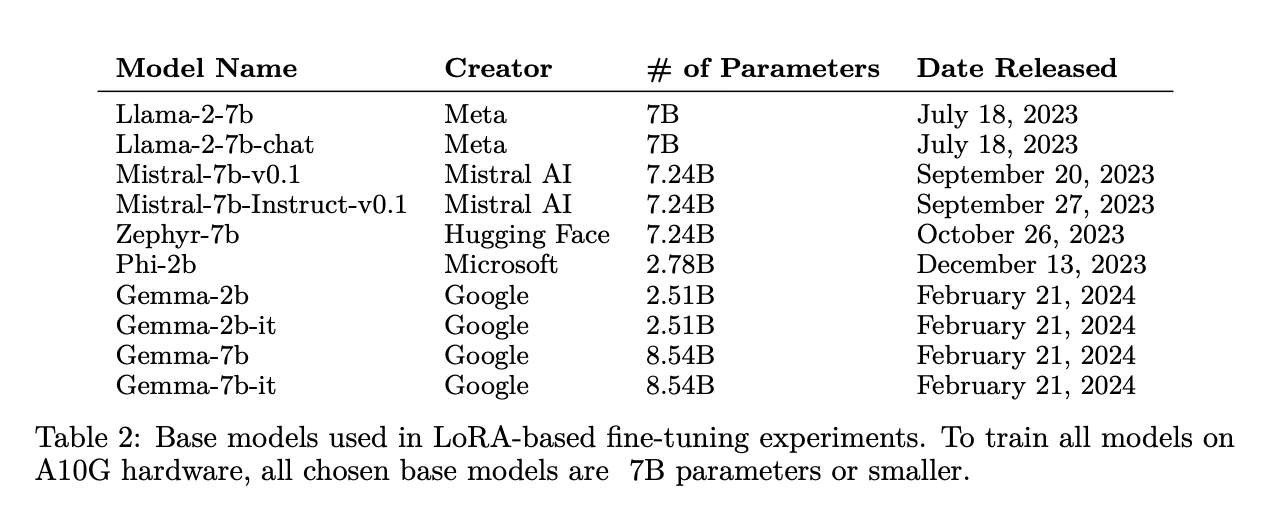 Model Name Creator # of Parameters Date Released
Llama-2-7b Meta 7B July 18, 2023
Llama-2-7b-chat Meta 7B July 18, 2023
Mistral-7b-v0.1 Mistral AI 7.24B September 20, 2023
Mistral-7b-Instruct-v0.1 Mistral AI 7.24B September 27, 2023
Zephyr-7b Hugging Face 7.24B October 26, 2023
Phi-2b Microsoft 2.78B December 13, 2023
Gemma-2b Google 2.51B February 21, 2024
Gemma-2b-it Google 2.51B February 21, 2024
Gemma-7b Google 8.54B February 21, 2024
Gemma-7b-it Google 8.54B February 21, 2024
Table 2: Base models used in LoRA-based fine-tuning experiments. To train all models on
A10G hardware, all chosen base models are 7B parameters or smaller.